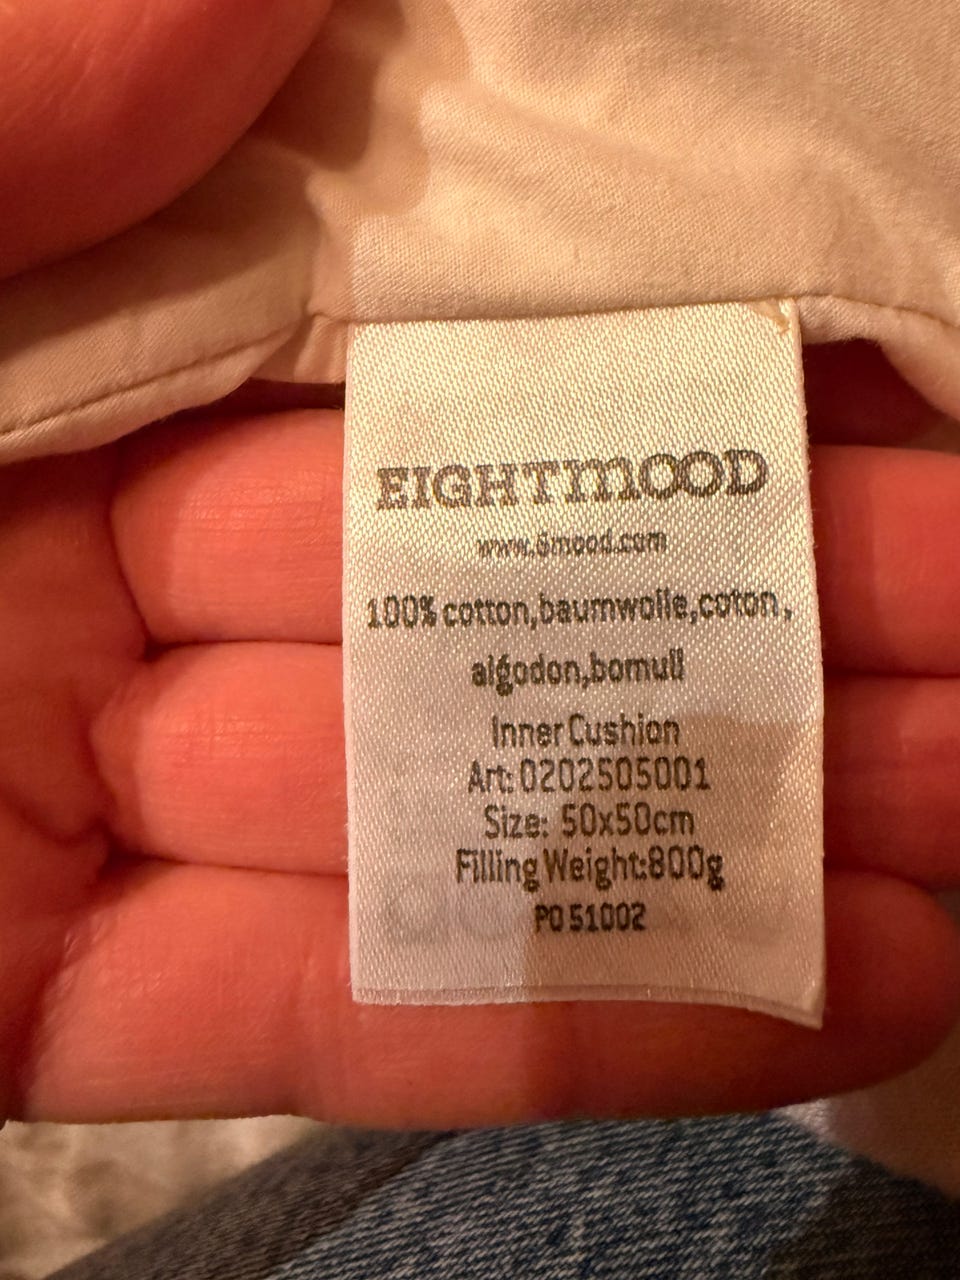 EIGHTMOOD
www.8mood.com
100% cotton,baumwolle,coton,
algodon,bomull
Inner Cushion
Art: 0202505001
Size: 50x50cm
Filling Weight:800g
PO 51002